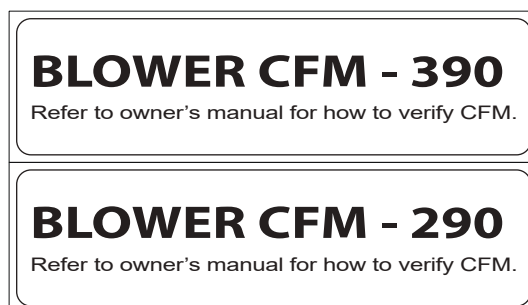 BLOWER CFM - 390
Refer to owner’s manual for how to verify CFM.
BLOWER CFM - 290
Refer to owner’s manual for how to verify CFM.